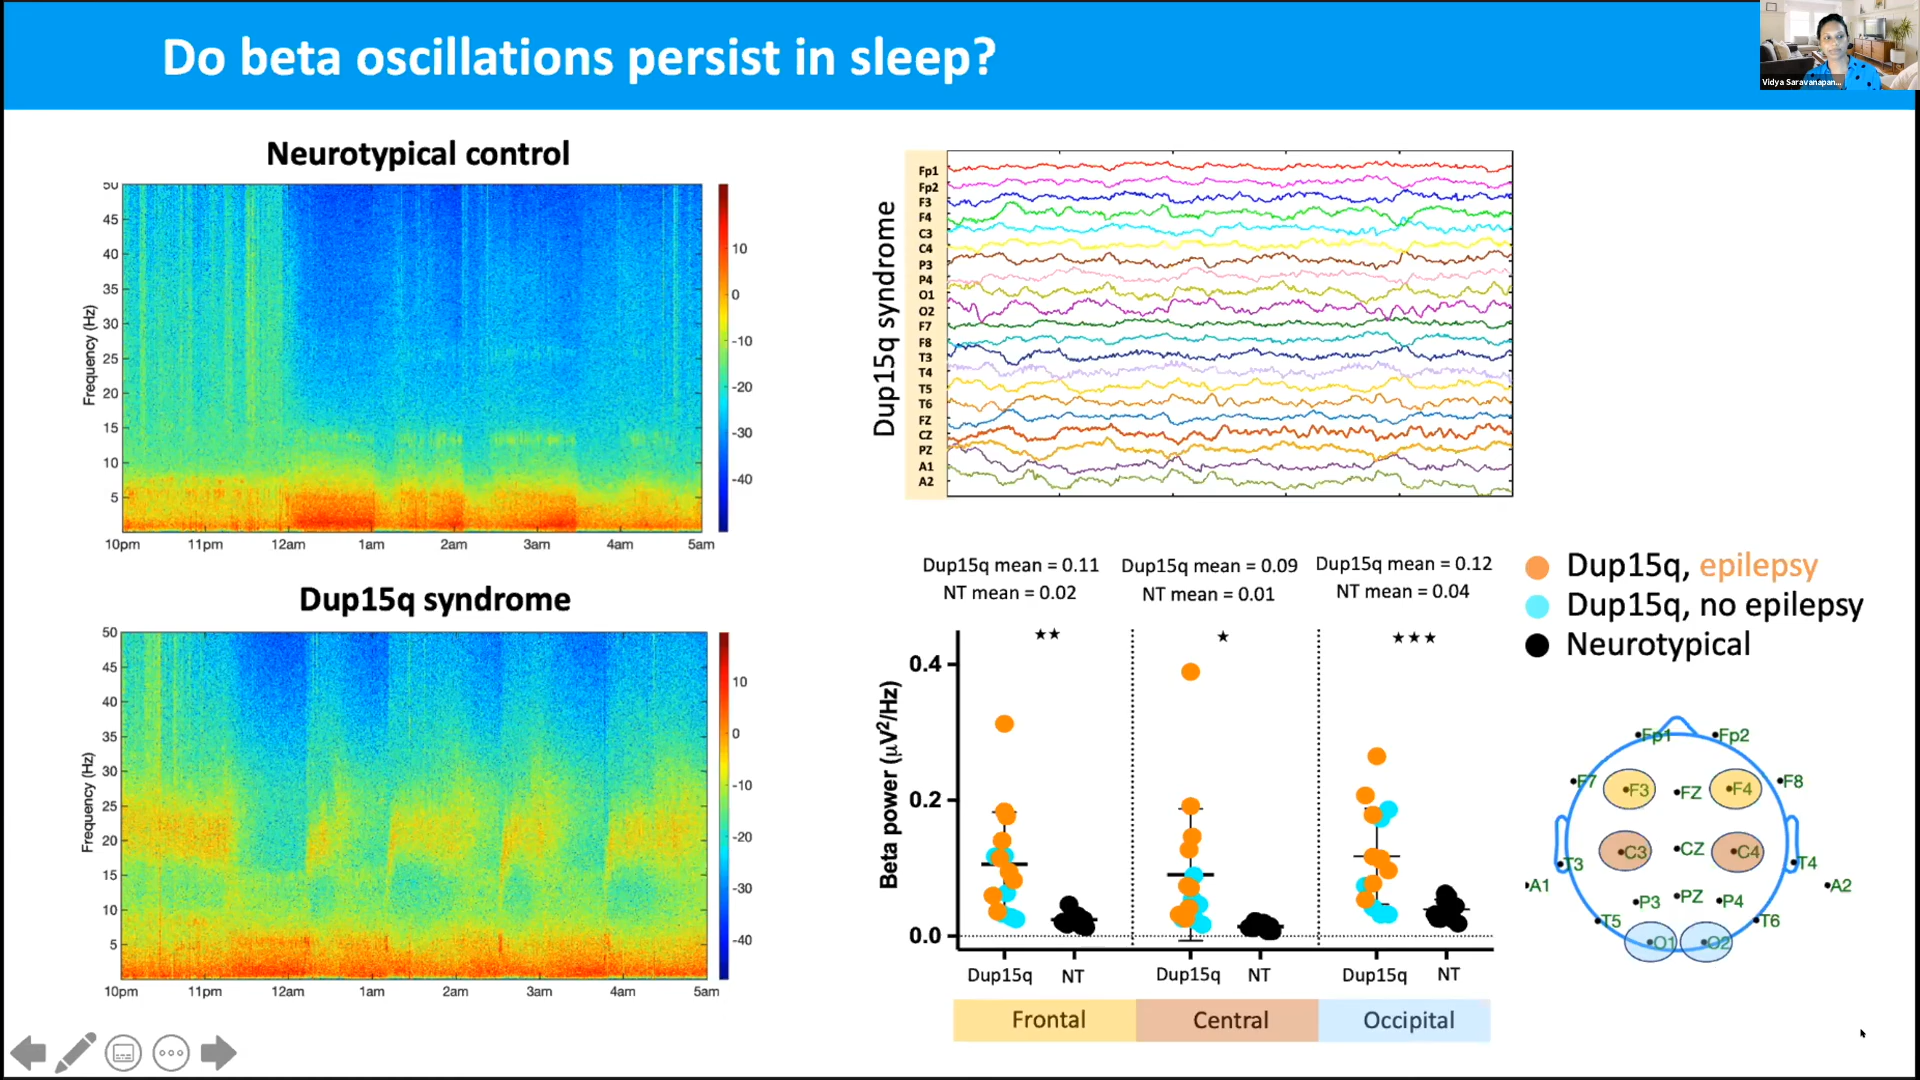 Do beta oscillations persist in sleep?
Vidya Saravanapan...
Neurotypical control
Frequency (Hz)
50
45
40
35
30
25
20
15
10
5
10pm 11pm 12am 1am 2am 3am 4am 5am
10
0
-10
-20
-30
-40
Dup15q syndrome
Frequency (Hz)
50
45
40
35
30
25
20
15
10
5
10pm 11pm 12am 1am 2am 3am 4am 5am
10
0
-10
-20
-30
-40
Dup15q syndrome
Fp1
Fp2
F3
F4
C3
C4
P3
P4
O1
O2
F7
F8
T3
T4
T5
T6
FZ
CZ
PZ
A1
A2
Dup15q mean = 0.11 Dup15q mean = 0.09 Dup15q mean = 0.12
NT mean = 0.02 NT mean = 0.01 NT mean = 0.04
★★ ★ ★★★
Beta power (μV²/Hz)
0.4
0.2
0.0
Dup15q NT Dup15q NT Dup15q NT
Frontal Central Occipital
Dup15q, epilepsy
Dup15q, no epilepsy
Neurotypical
Fp1 Fp2
F7 F3 FZ F4 F8
T3 C3 CZ C4 T4
A1 A2
P3 PZ P4
T5 T6
O1 O2